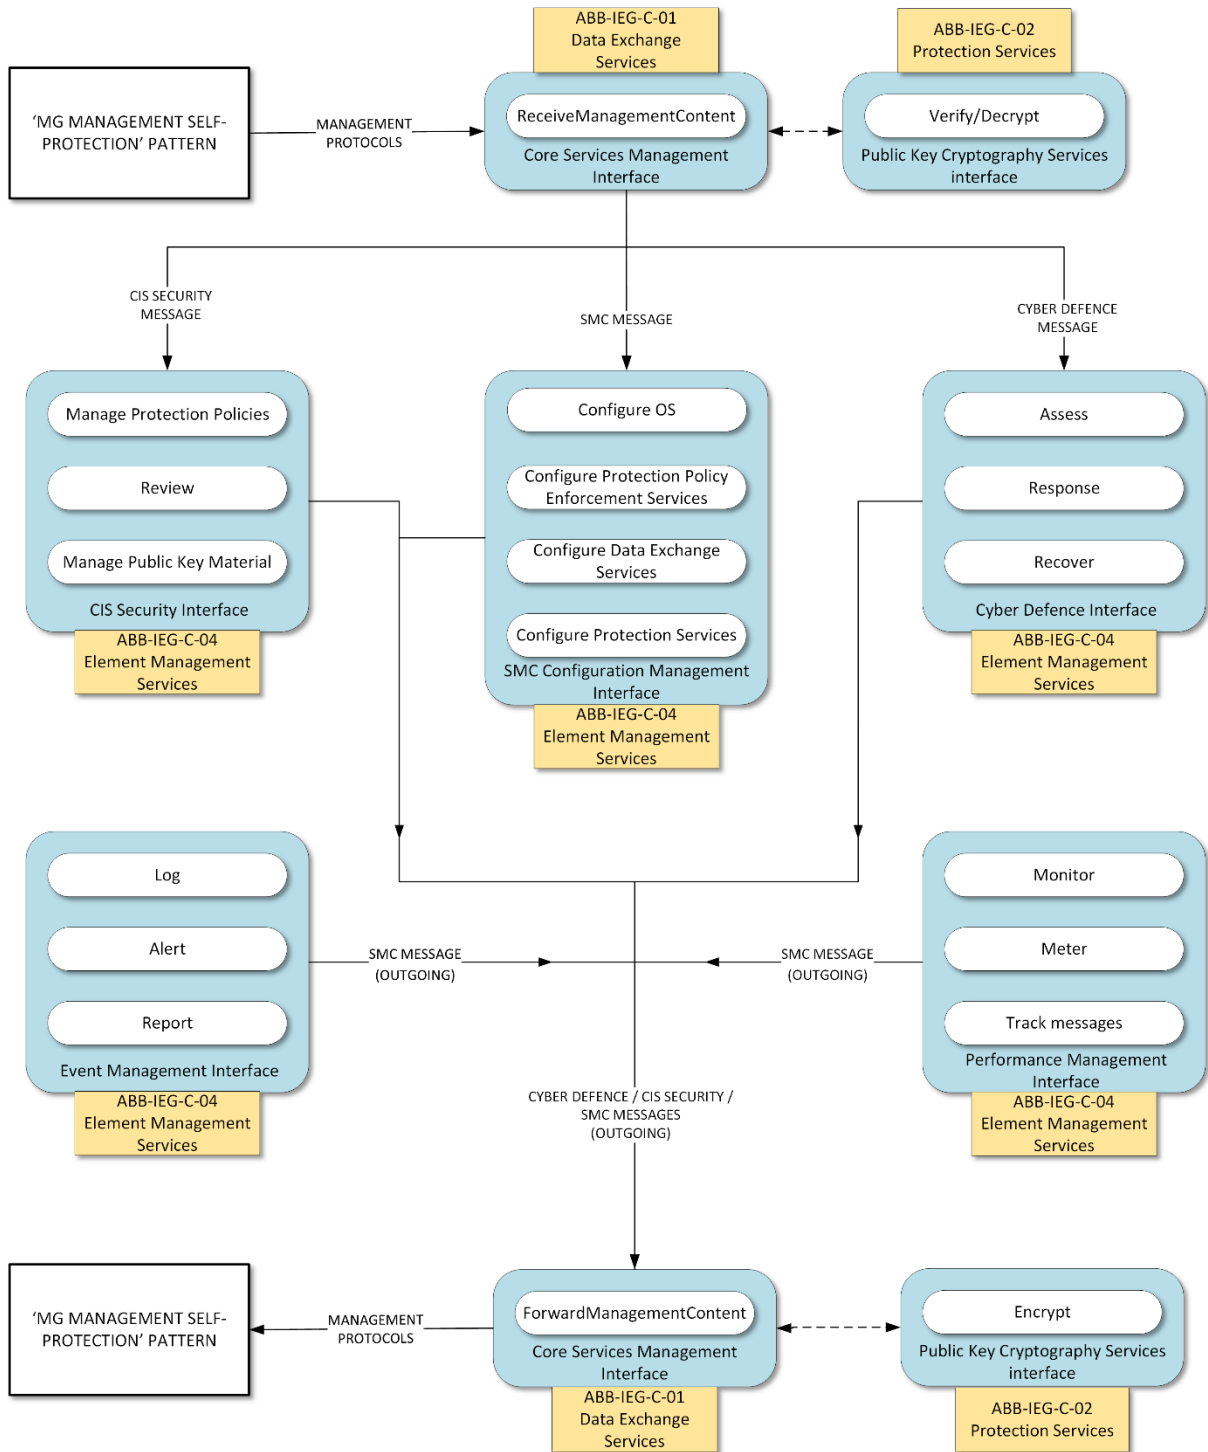 ABB-IEG-C-01
Data Exchange
Services
ABB-IEG-C-02
Protection Services
‘MG MANAGEMENT SELF-
PROTECTION’ PATTERN
MANAGEMENT
PROTOCOLS
ReceiveManagementContent
Core Services Management
Interface
Verify/Decrypt
Public Key Cryptography Services
interface
CIS SECURITY
MESSAGE
SMC MESSAGE
CYBER DEFENCE
MESSAGE
Manage Protection Policies
Review
Manage Public Key Material
CIS Security Interface
ABB-IEG-C-04
Element Management
Services
Configure OS
Configure Protection Policy
Enforcement Services
Configure Data Exchange
Services
Configure Protection Services
SMC Configuration Management
Interface
ABB-IEG-C-04
Element Management
Services
Assess
Response
Recover
Cyber Defence Interface
ABB-IEG-C-04
Element Management
Services
Log
Alert
Report
Event Management Interface
ABB-IEG-C-04
Element Management
Services
SMC MESSAGE
(OUTGOING)
SMC MESSAGE
(OUTGOING)
Monitor
Meter
Track messages
Performance Management
Interface
ABB-IEG-C-04
Element Management
Services
CYBER DEFENCE / CIS SECURITY /
SMC MESSAGES
(OUTGOING)
‘MG MANAGEMENT SELF-
PROTECTION’ PATTERN
MANAGEMENT
PROTOCOLS
ForwardManagementContent
Core Services Management
Interface
ABB-IEG-C-01
Data Exchange
Services
Encrypt
Public Key Cryptography Services
interface
ABB-IEG-C-02
Protection Services